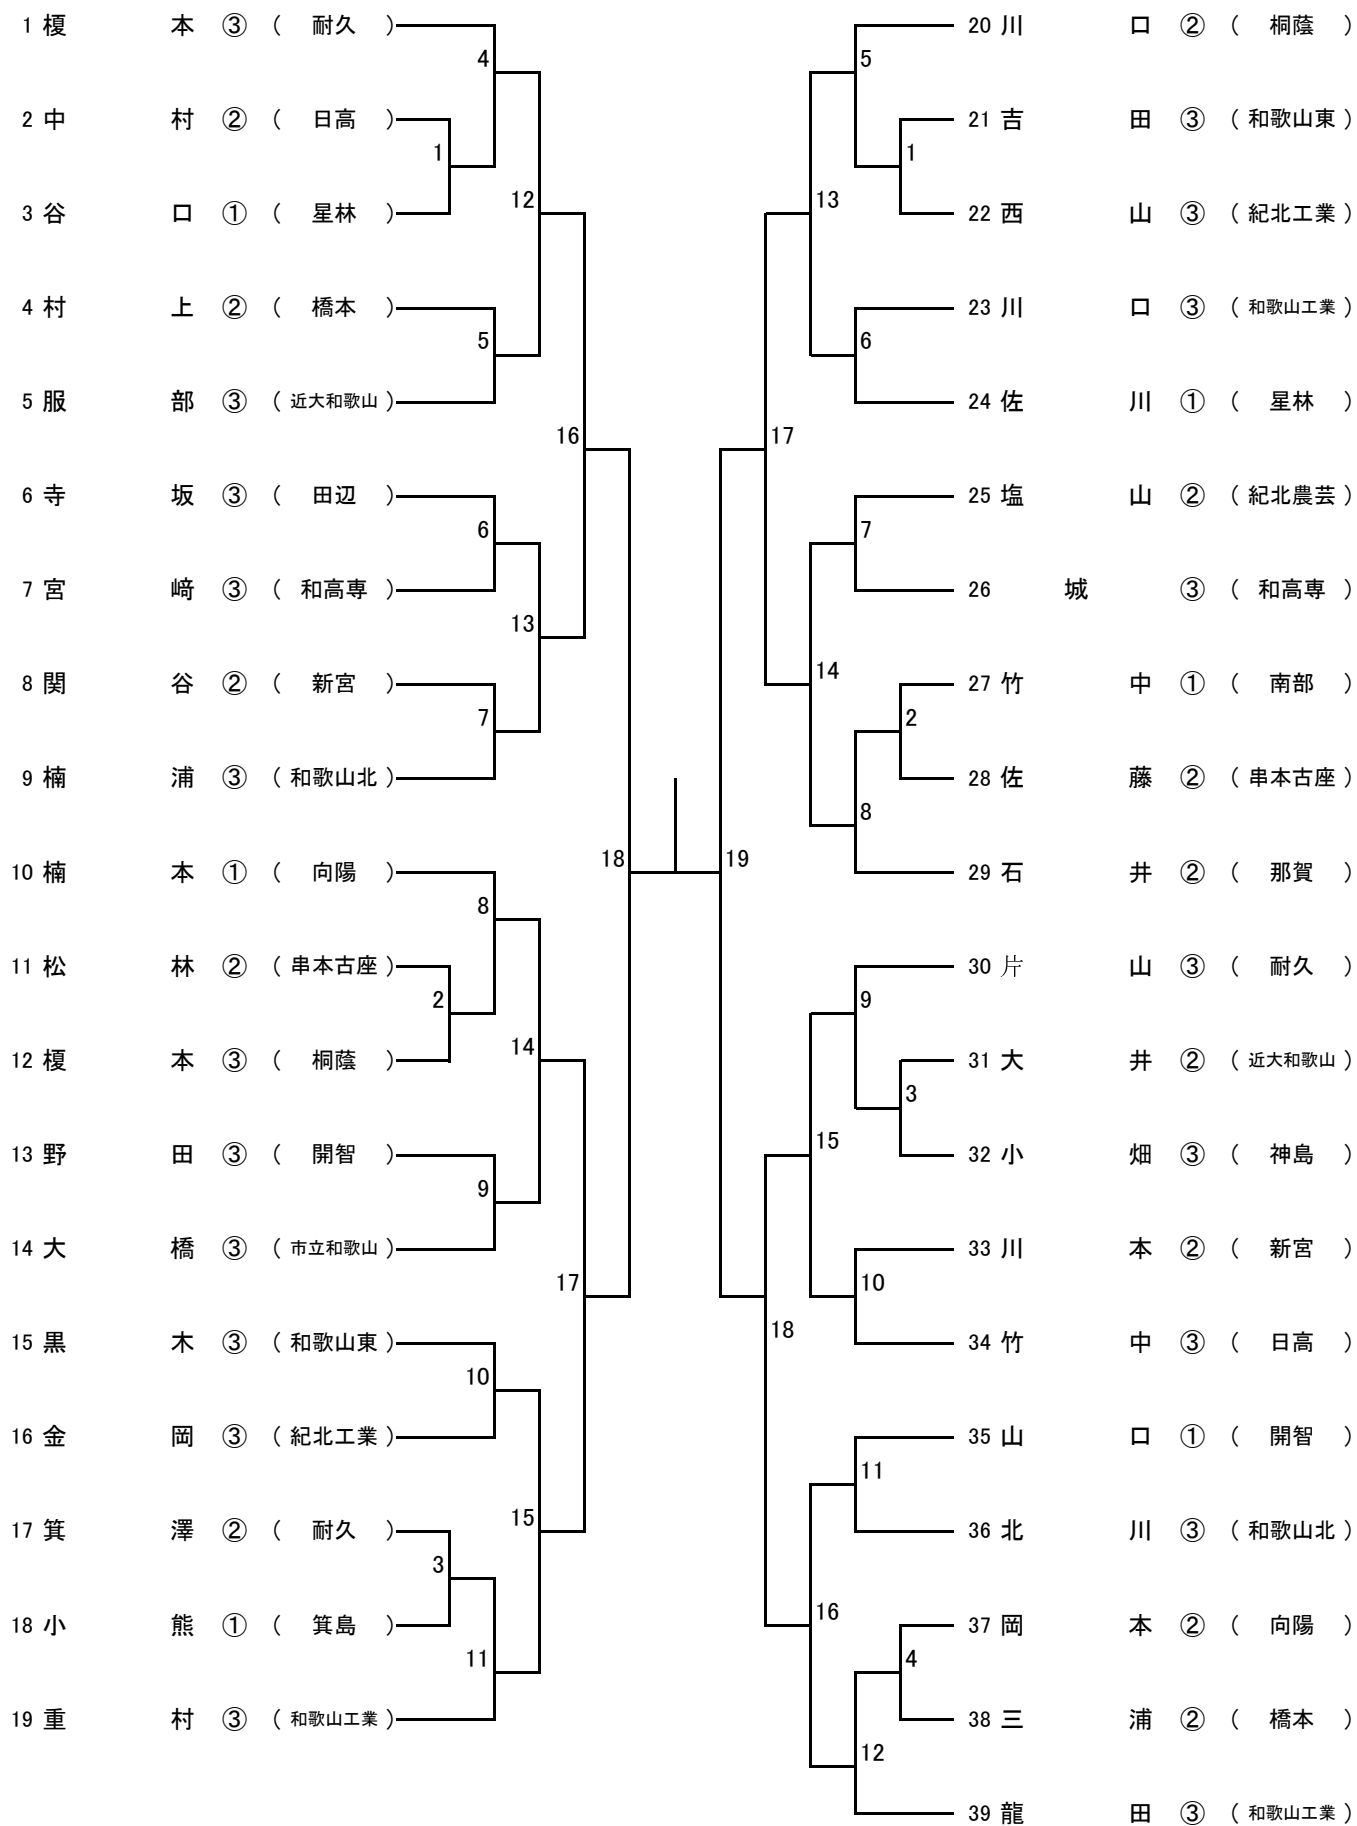 1 榎 本 ③ ( 耐久 )
4
2 中 村 ② ( 日高 )
1
3 谷 口 ① ( 星林 )
12
4 村 上 ② ( 橋本 )
5
5 服 部 ③ ( 近大和歌山 )
16
6 寺 坂 ③ ( 田辺 )
6
7 宮 﨑 ③ ( 和高専 )
13
8 関 谷 ② ( 新宮 )
7
9 楠 浦 ③ ( 和歌山北 )
18
10 楠 本 ① ( 向陽 )
8
11 松 林 ② ( 串本古座 )
2
12 榎 本 ③ ( 桐蔭 )
14
13 野 田 ③ ( 開智 )
9
14 大 橋 ③ ( 市立和歌山 )
17
15 黒 木 ③ ( 和歌山東 )
10
16 金 岡 ③ ( 紀北工業 )
15
17 箕 澤 ② ( 耐久 )
3
18 小 熊 ① ( 箕島 )
11
19 重 村 ③ ( 和歌山工業 )
20 川 口 ② ( 桐蔭 )
5
21 吉 田 ③ ( 和歌山東 )
1
22 西 山 ③ ( 紀北工業 )
13
23 川 口 ③ ( 和歌山工業 )
6
24 佐 川 ① ( 星林 )
17
25 塩 山 ② ( 紀北農芸 )
7
26 城 ③ ( 和高専 )
14
27 竹 中 ① ( 南部 )
2
28 佐 藤 ② ( 串本古座 )
8
29 石 井 ② ( 那賀 )
19
30 片 山 ③ ( 耐久 )
9
31 大 井 ② ( 近大和歌山 )
3
32 小 畑 ③ ( 神島 )
15
33 川 本 ② ( 新宮 )
10
34 竹 中 ③ ( 日高 )
18
35 山 口 ① ( 開智 )
11
36 北 川 ③ ( 和歌山北 )
16
37 岡 本 ② ( 向陽 )
4
38 三 浦 ② ( 橋本 )
12
39 龍 田 ③ ( 和歌山工業 )